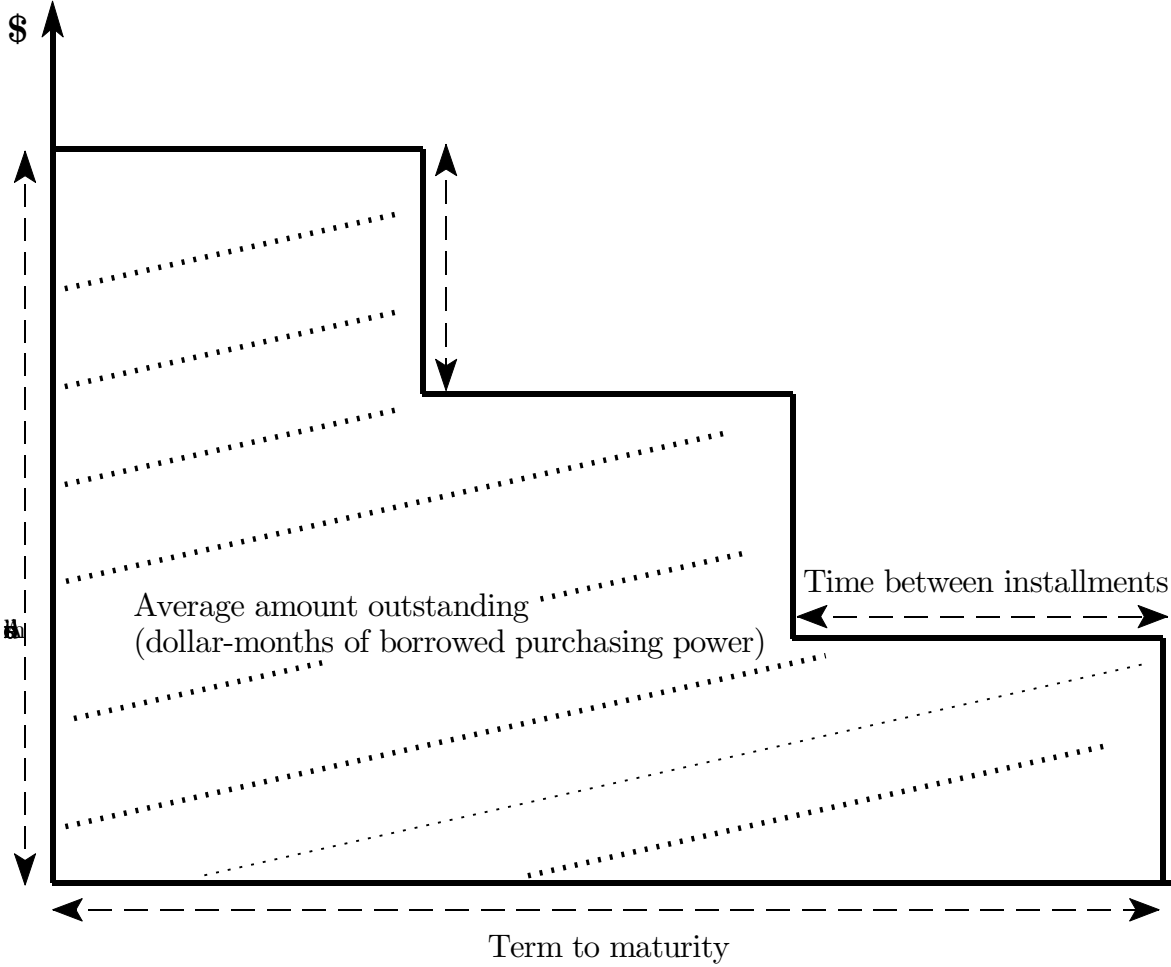 $
Time between installments
Average amount outstanding
(dollar-months of borrowed purchasing power)
Term to maturity